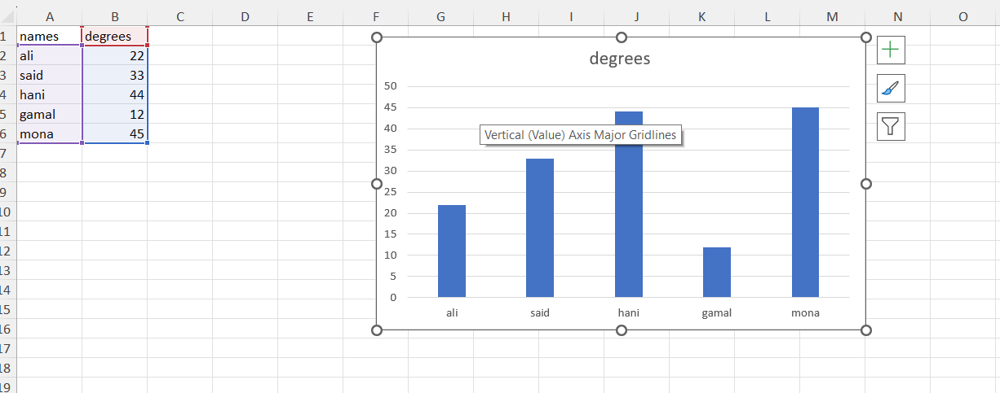 A B C D E F G H I J K L M N O
1 names degrees
2 ali 22
3 said 33
4 hani 44
5 gamal 12
6 mona 45
7
8
9
10
11
12
13
14
15
16
17
18
19
degrees
50
45
40
Vertical (Value) Axis Major Gridlines
35
30
25
20
15
10
5
0
ali said hani gamal mona